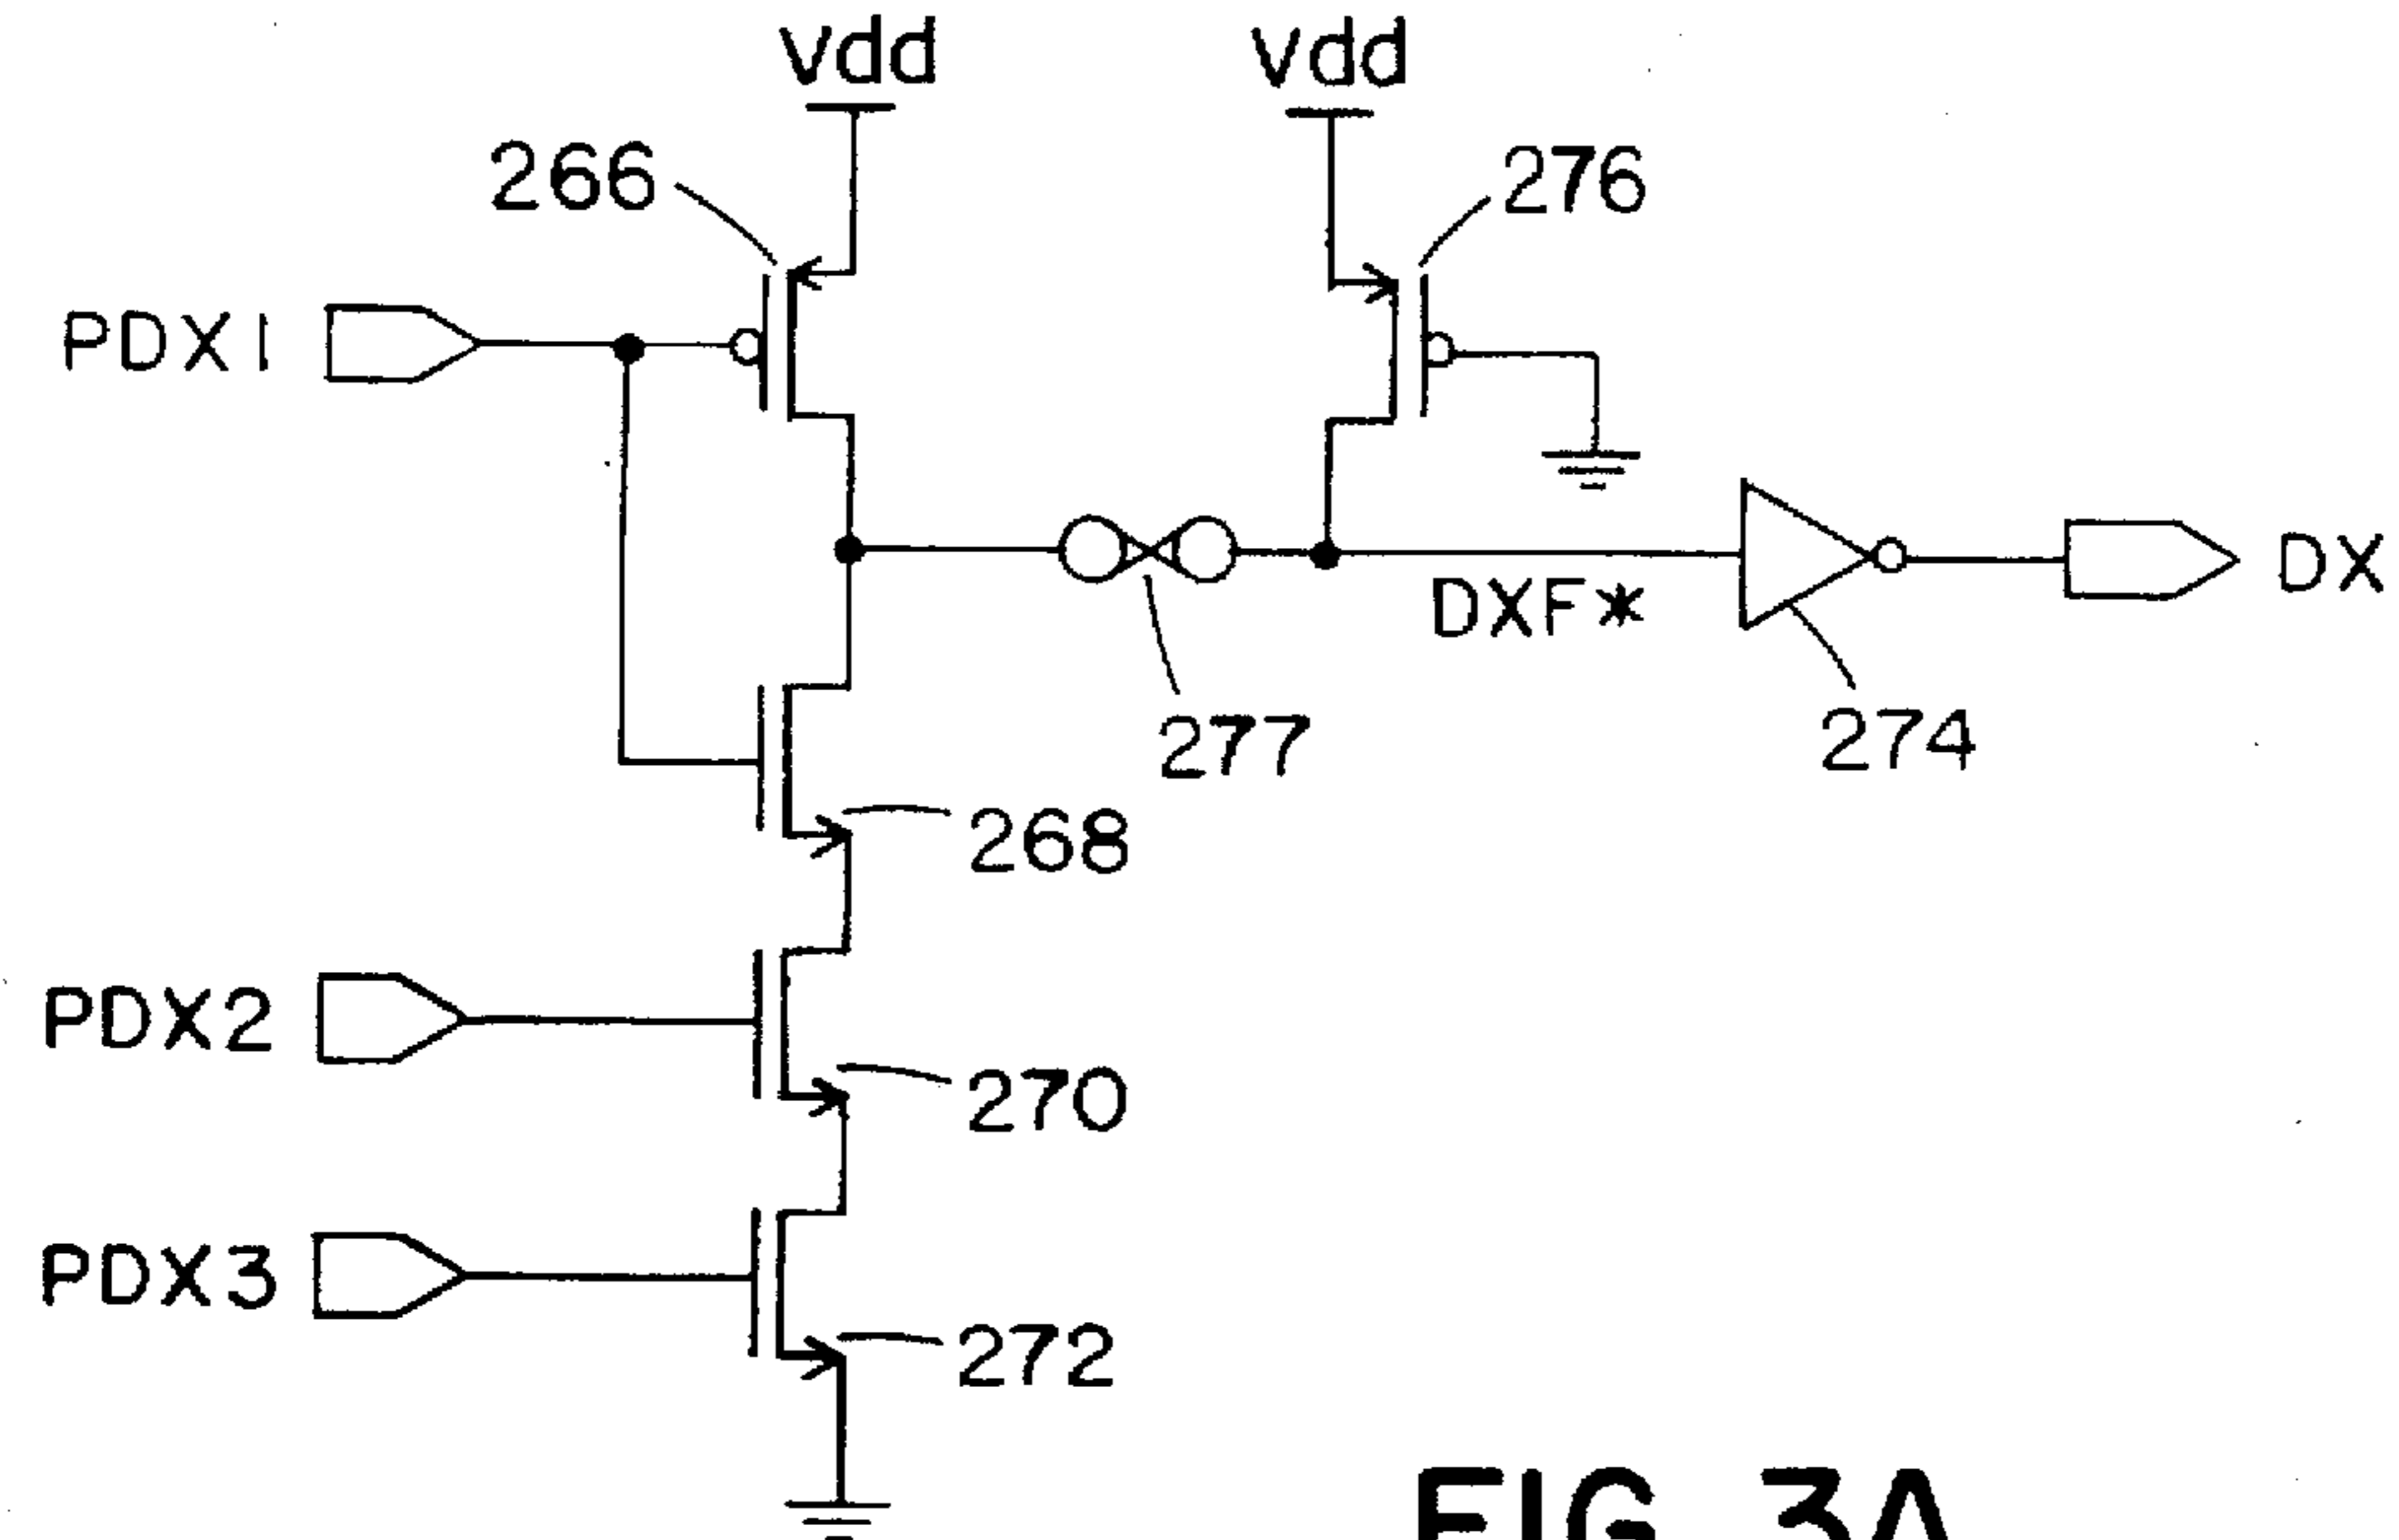 Vdd Vdd
266 276
PDX1
DXF* DX
277 274
268
PDX2
270
PDX3
272
FIG. 3A